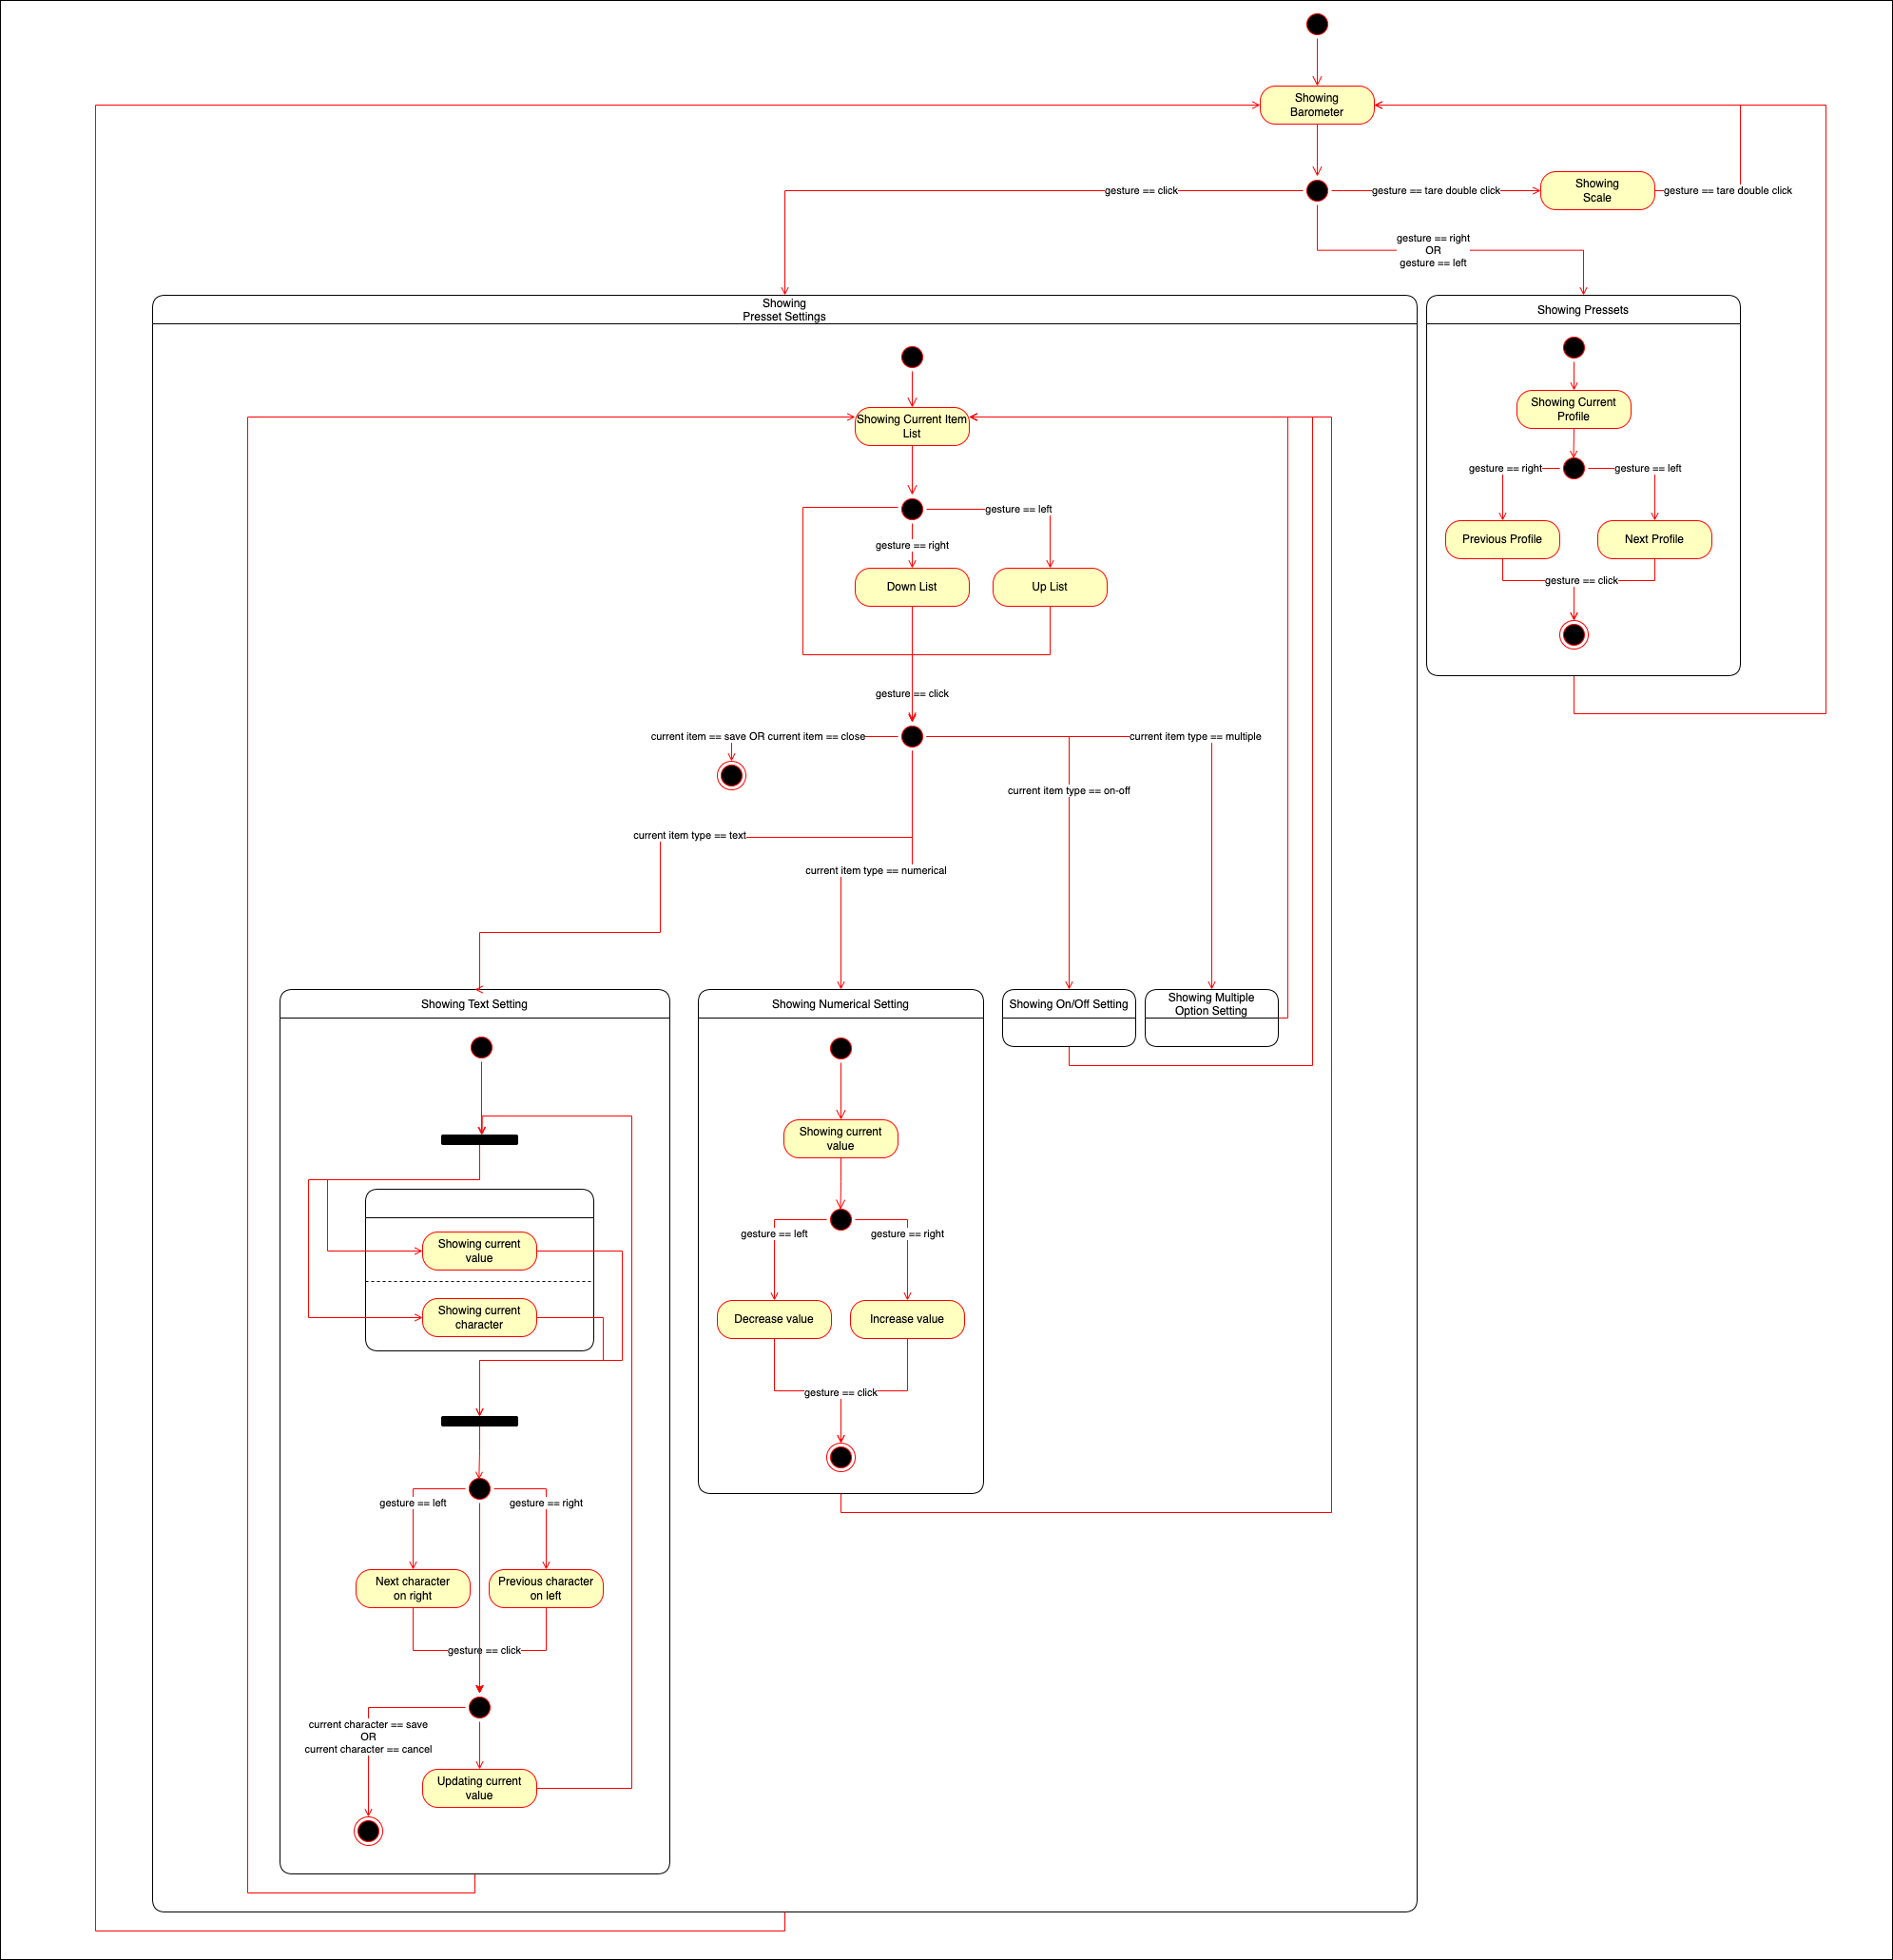 Showing
Barometer
gesture == click
gesture == tare double click
Showing
Scale
gesture == tare double click
gesture == right
OR
gesture == left
Showing
Presset Settings
Showing Pressets
Showing Current Item
List
Showing Current
Profile
gesture == right
gesture == left
gesture == left
gesture == right
Previous Profile
Next Profile
Down List
Up List
gesture == click
gesture == click
current item == save OR current item == close
current item type == multiple
current item type == on-off
current item type == text
current item type == numerical
Showing Text Setting
Showing Numerical Setting
Showing On/Off Setting
Showing Multiple
Option Setting
Showing current
value
Showing current
value
gesture == left
gesture == right
Showing current
character
Decrease value
Increase value
gesture == click
gesture == left
gesture == right
Next character
on right
Previous character
on left
gesture == click
current character == save
OR
current character == cancel
Updating current
value